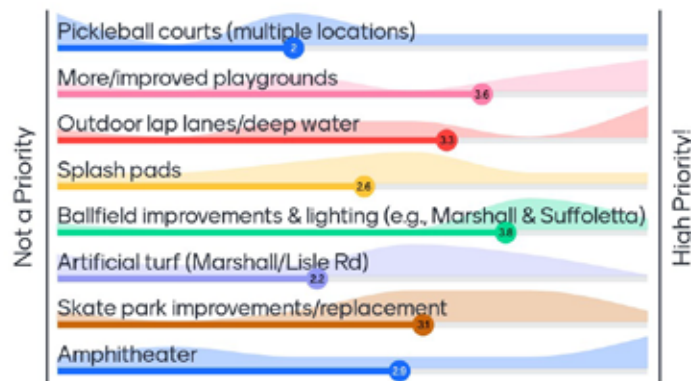 Not a Priority
Pickleball courts (multiple locations)
2
More/improved playgrounds
3.6
Outdoor lap lanes/deep water
3.3
Splash pads
2.6
Ballfield improvements & lighting (e.g., Marshall & Suffoletta)
3.8
Artificial turf (Marshall/Lisle Rd)
2.2
Skate park improvements/replacement
3.1
Amphitheater
2.9
High Priority!